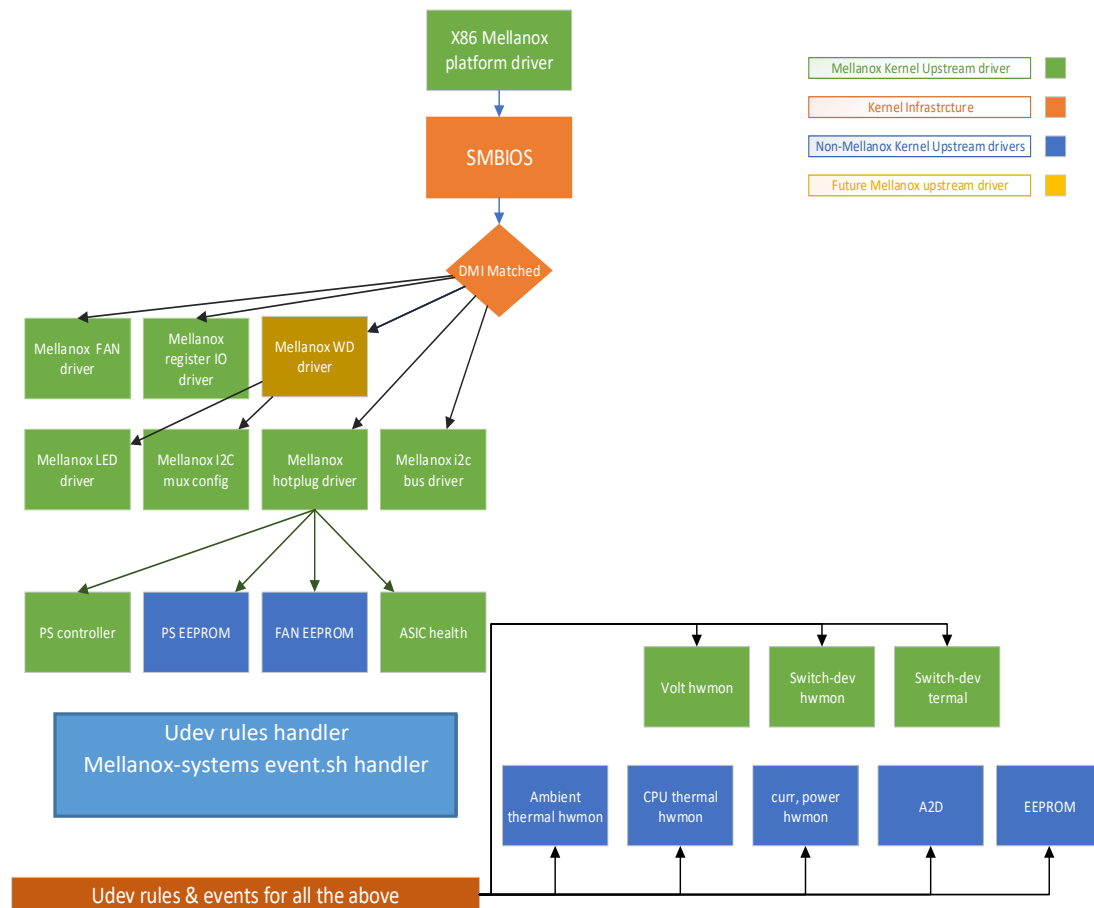 X86 Mellanox
platform driver
Mellanox Kernel Upstream driver
Kernel Infrastrcture
Non-Mellanox Kernel Upstream drivers
Future Mellanox upstream driver
SMBIOS
DMI Matched
Mellanox FAN
driver
Mellanox
register IO
driver
Mellanox WD
driver
Mellanox LED
driver
Mellanox I2C
mux config
Mellanox
hotplug driver
Mellanox i2c
bus driver
PS controller
PS EEPROM
FAN EEPROM
ASIC health
Volt hwmon
Switch-dev
hwmon
Switch-dev
termal
Udev rules handler
Mellanox-systems event.sh handler
Ambient
thermal hwmon
CPU thermal
hwmon
curr, power
hwmon
A2D
EEPROM
Udev rules & events for all the above